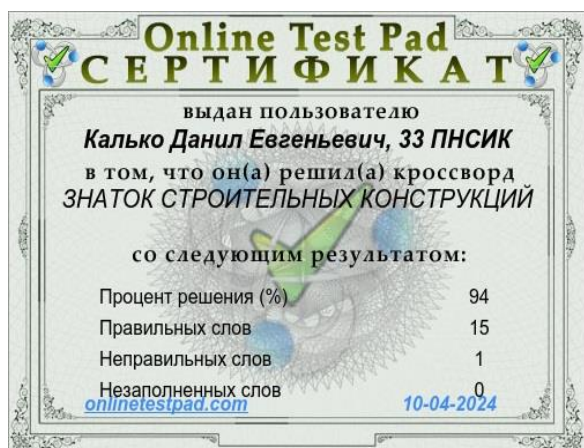 Online Test Pad
СЕРТИФИКАТ
выдан пользователю
Калько Данил Евгеньевич, 33 ПНСИК
в том, что он(а) решил(а) кроссворд
ЗНАТОК СТРОИТЕЛЬНЫХ КОНСТРУКЦИЙ
со следующим результатом:
Процент решения (%) 94
Правильных слов 15
Неправильных слов 1
Незаполненных слов 0
onlinetestpad.com 10-04-2024